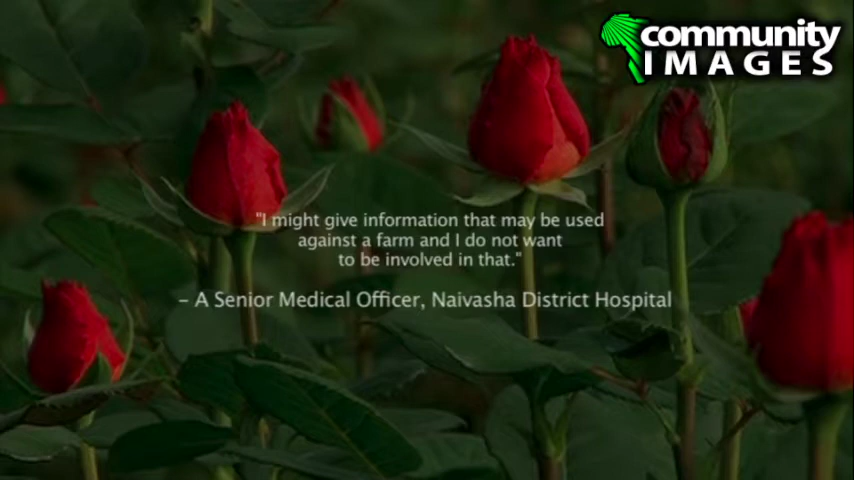 community
IMAGES
"I might give information that may be used
against a farm and I do not want
to be involved in that."
– A Senior Medical Officer, Naivasha District Hospital